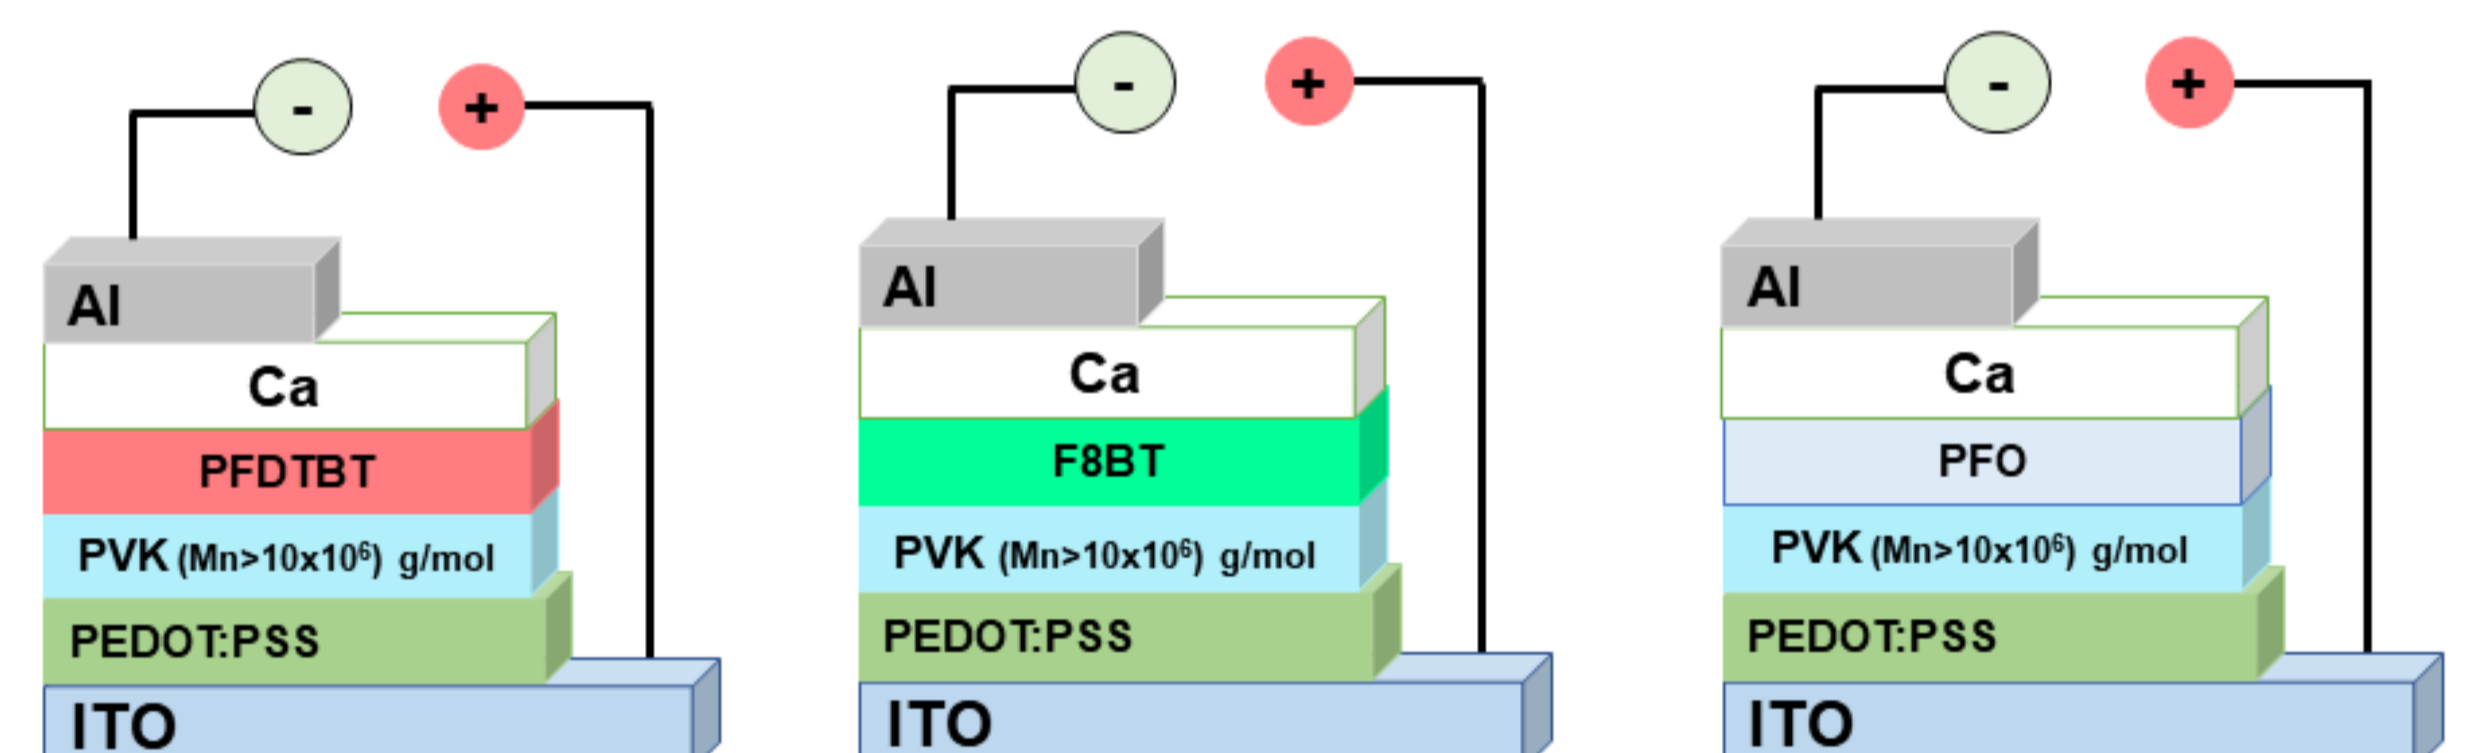 - +
Al
Ca
PFDTBT
PVK (Mn>10x10⁶) g/mol
PEDOT:PSS
ITO
- +
Al
Ca
F8BT
PVK (Mn>10x10⁶) g/mol
PEDOT:PSS
ITO
- +
Al
Ca
PFO
PVK (Mn>10x10⁶) g/mol
PEDOT:PSS
ITO